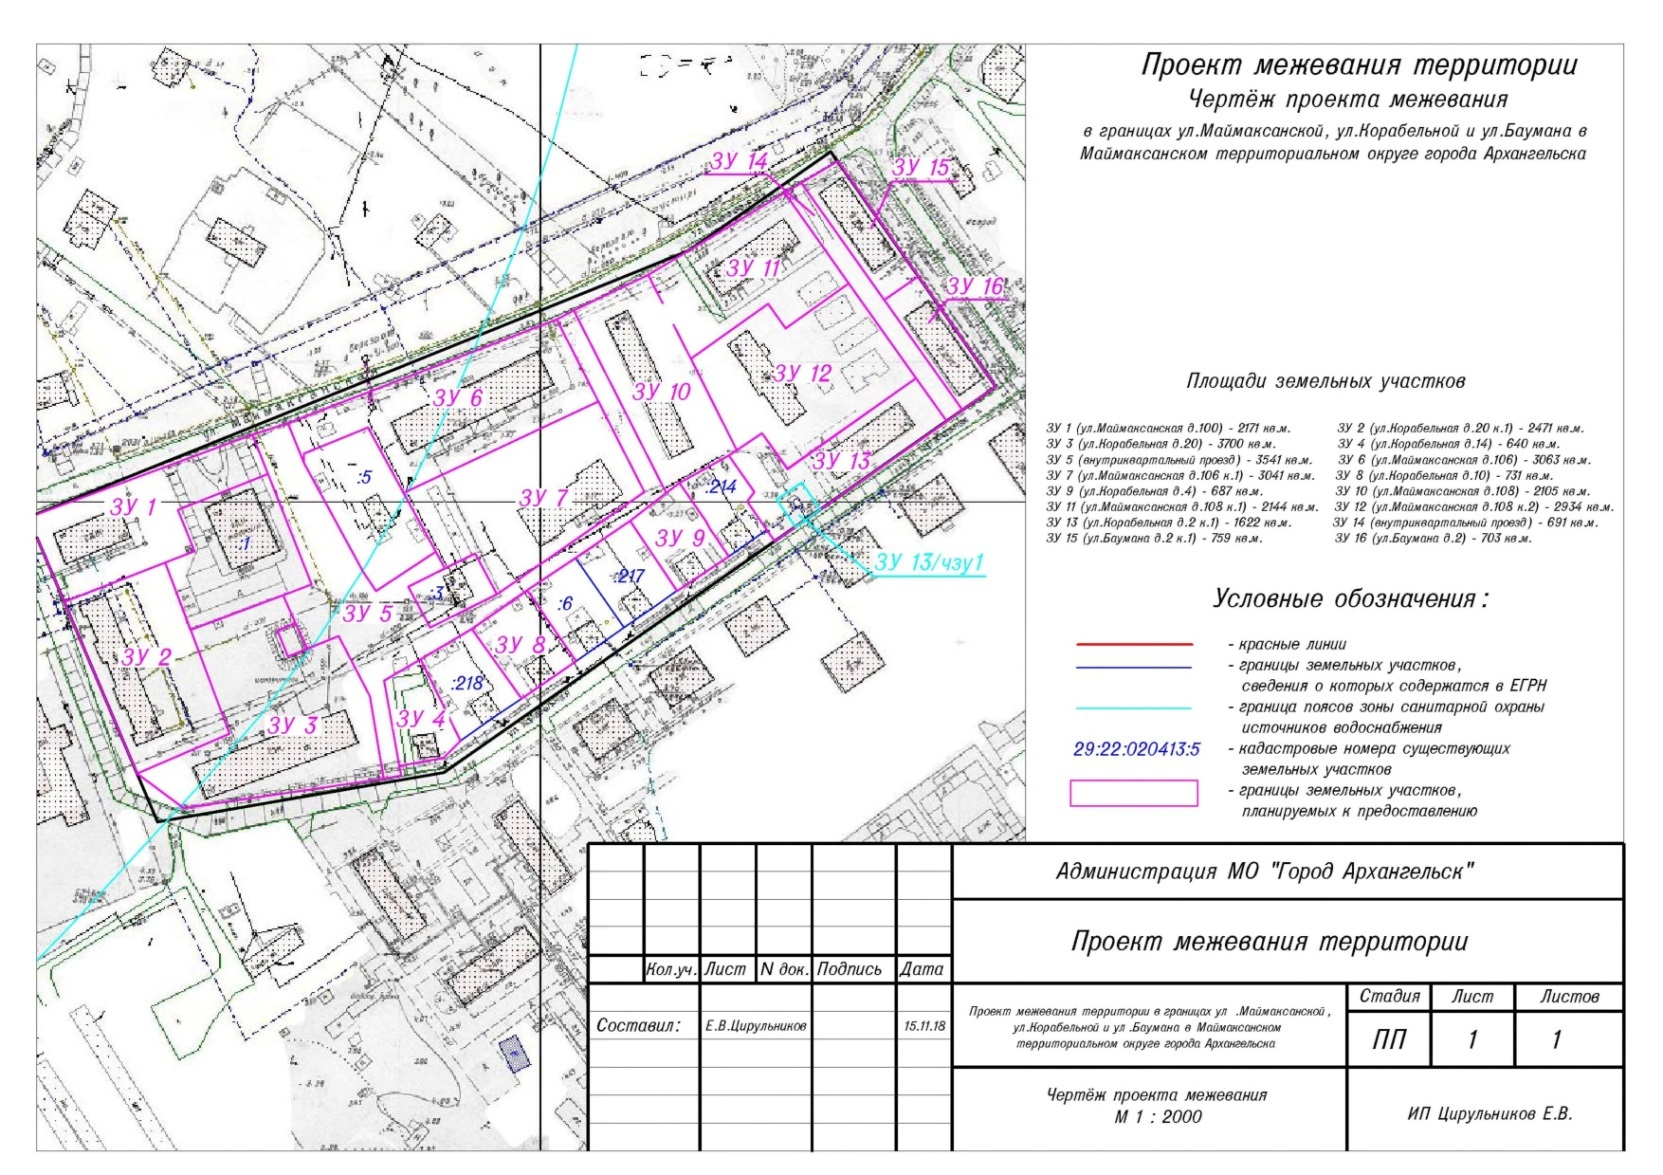 Проект межевания территории
Чертёж проекта межевания
в границах ул.Маймаксанской, ул.Корабельной и ул.Баумана в
Маймаксанском территориальном округе города Архангельска
ЗУ 14
ЗУ 15
ЗУ 11
ЗУ 16
ЗУ 12
ЗУ 10
ЗУ 6
:5
ЗУ 13
:214
ЗУ 7
ЗУ 1
ЗУ 9
:1
ЗУ 13/чзу1
:217
:3
:6
ЗУ 5
ЗУ 8
ЗУ 2
:218
ЗУ 4
ЗУ 3
Площади земельных участков
ЗУ 1 (ул.Маймаксанская д.100) - 2171 кв.м.
ЗУ 2 (ул.Корабельная д.20 к.1) - 2471 кв.м.
ЗУ 3 (ул.Корабельная д.20) - 3700 кв.м.
ЗУ 4 (ул.Корабельная д.14) - 640 кв.м.
ЗУ 5 (внутриквартальный проезд) - 3541 кв.м.
ЗУ 6 (ул.Маймаксанская д.106) - 3063 кв.м.
ЗУ 7 (ул.Маймаксанская д.106 к.1) - 3041 кв.м.
ЗУ 8 (ул.Корабельная д.10) - 731 кв.м.
ЗУ 9 (ул.Корабельная д.4) - 687 кв.м.
ЗУ 10 (ул.Маймаксанская д.108) - 2105 кв.м.
ЗУ 11 (ул.Маймаксанская д.108 к.1) - 2144 кв.м.
ЗУ 12 (ул.Маймаксанская д.108 к.2) - 2934 кв.м.
ЗУ 13 (ул.Корабельная д.2 к.1) - 1622 кв.м.
ЗУ 14 (внутриквартальный проезд) - 691 кв.м.
ЗУ 15 (ул.Баумана д.2 к.1) - 759 кв.м.
ЗУ 16 (ул.Баумана д.2) - 703 кв.м.
Условные обозначения:
- красные линии
- границы земельных участков,
сведения о которых содержатся в ЕГРН
- граница поясов зоны санитарной охраны
источников водоснабжения
29:22:020413:5 - кадастровые номера существующих
земельных участков
- границы земельных участков,
планируемых к предоставлению
Администрация МО "Город Архангельск"
Проект межевания территории
Кол.уч. Лист N док. Подпись Дата
Составил: Е.В.Цирульников 15.11.18
Проект межевания территории в границах ул .Маймаксанской,
ул.Корабельной и ул .Баумана в Маймаксанском
территориальном округе города Архангельска
Стадия Лист Листов
ПП 1 1
Чертёж проекта межевания
М 1 : 2000
ИП Цирульников Е.В.